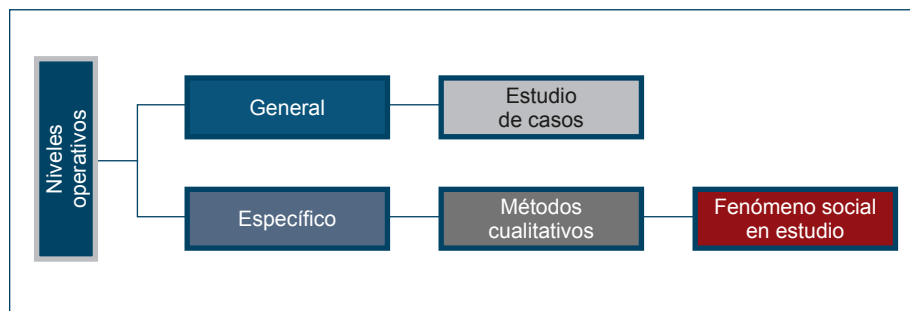 Niveles
operativos
General
Estudio
de casos
Específico
Métodos
cualitativos
Fenómeno social
en estudio